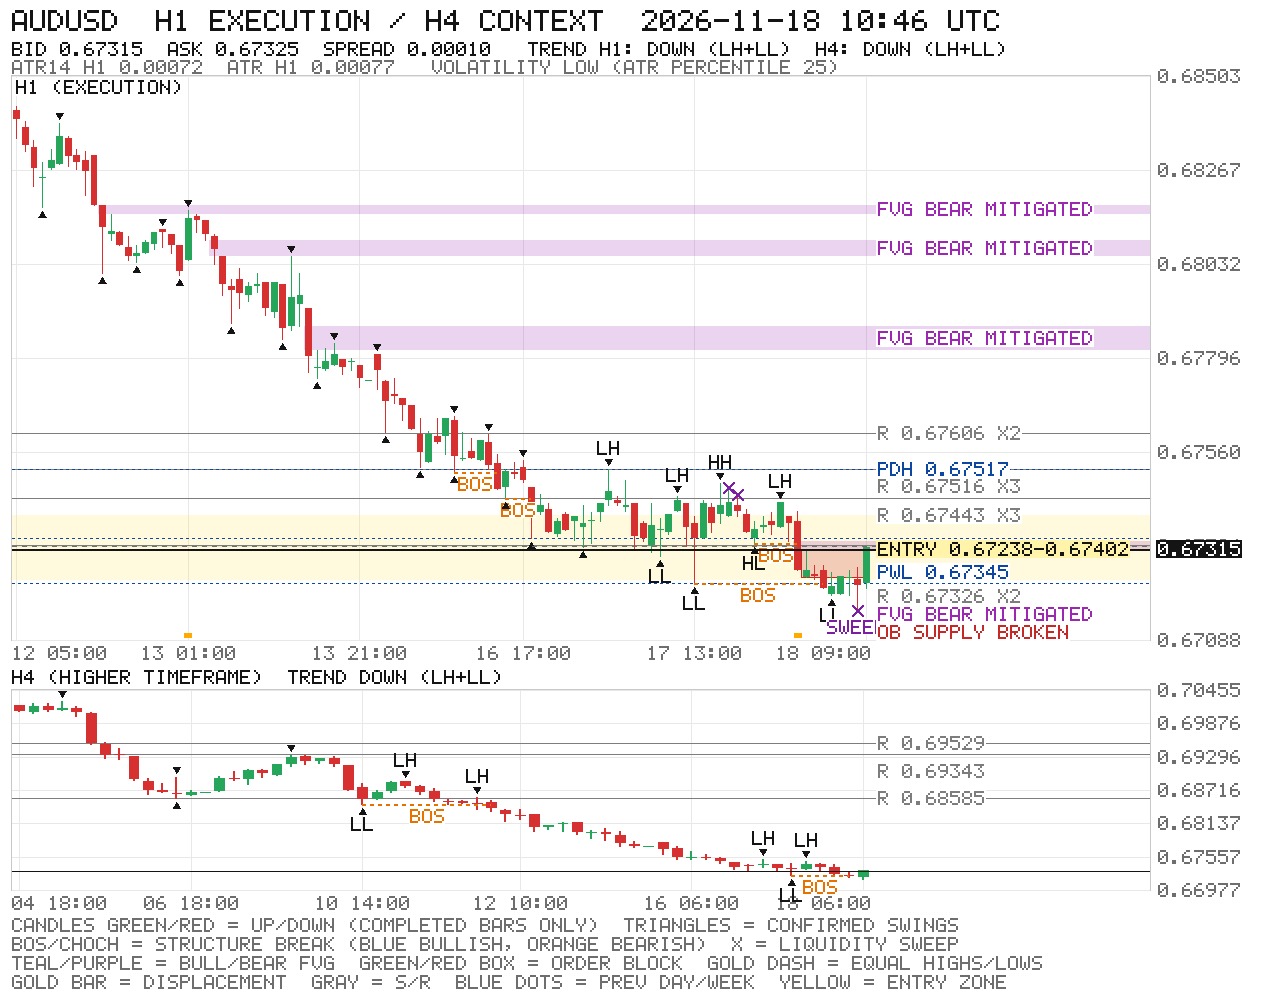 AUDUSD H1 EXECUTION / H4 CONTEXT 2026-11-18 10:46 UTC
BID 0.67315 ASK 0.67325 SPREAD 0.00010 TREND H1: DOWN (LH+LL) H4: DOWN (LH+LL)
ATR14 H1 0.00072 ATR H1 0.00077 VOLATILITY LOW (ATR PERCENTILE 25)
H1 (EXECUTION)
0.68503
0.68267
FVG BEAR MITIGATED
FVG BEAR MITIGATED
0.68032
FVG BEAR MITIGATED
0.67796
R 0.67606 X2
LH
0.67560
LH
HH
LH
PDH 0.67517
BOS
R 0.67516 X3
BOS
R 0.67443 X3
ENTRY 0.67238-0.67402
0.67315
BOS
HL
LL
PWL 0.67345
BOS
LL
R 0.67326 X2
LL
FVG BEAR MITIGATED
SWEE
OB SUPPLY BROKEN
0.67088
12 05:00 13 01:00 13 21:00 16 17:00 17 13:00 18 09:00
H4 (HIGHER TIMEFRAME) TREND DOWN (LH+LL)
0.70455
0.69876
R 0.69529
0.69296
LH
R 0.69343
LH
0.68716
R 0.68585
BOS
LL
0.68137
LH
LH
0.67557
BOS
LL
0.66977
04 18:00 06 18:00 10 14:00 12 10:00 16 06:00 18 06:00
CANDLES GREEN/RED = UP/DOWN (COMPLETED BARS ONLY) TRIANGLES = CONFIRMED SWINGS
BOS/CHOCH = STRUCTURE BREAK (BLUE BULLISH, ORANGE BEARISH) X = LIQUIDITY SWEEP
TEAL/PURPLE = BULL/BEAR FVG GREEN/RED BOX = ORDER BLOCK GOLD DASH = EQUAL HIGHS/LOWS
GOLD BAR = DISPLACEMENT GRAY = S/R BLUE DOTS = PREV DAY/WEEK YELLOW = ENTRY ZONE